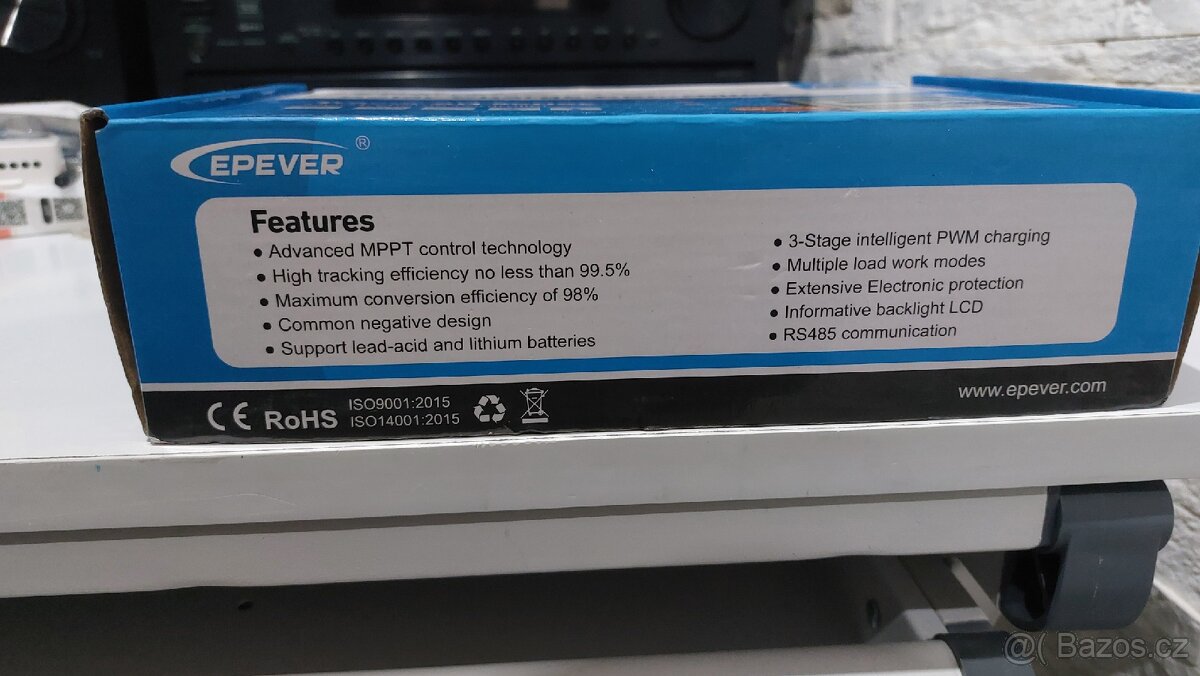 EPEVER®
Features
• Advanced MPPT control technology
• High tracking efficiency no less than 99.5%
• Maximum conversion efficiency of 98%
• Common negative design
• Support lead-acid and lithium batteries
• 3-Stage intelligent PWM charging
• Multiple load work modes
• Extensive Electronic protection
• Informative backlight LCD
• RS485 communication
CE RoHS
ISO9001:2015
ISO14001:2015
www.epever.com
@( Bazos.cz